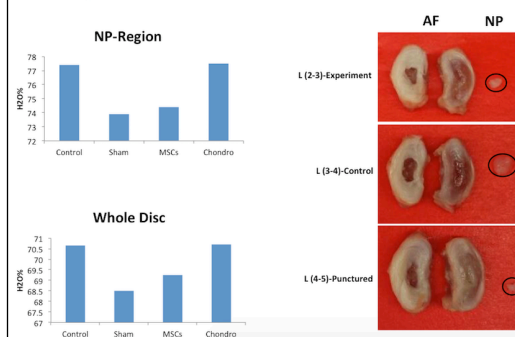 NP-Region
78
77
76
75
74
73
72
H2O%
Control Sham MSCs Chondro
Whole Disc
71
70.5
70
69.5
69
68.5
68
67.5
67
H2O%
Control Sham MSCs Chondro
AF NP
L (2-3)-Experiment
L (3-4)-Control
L (4-5)-Punctured